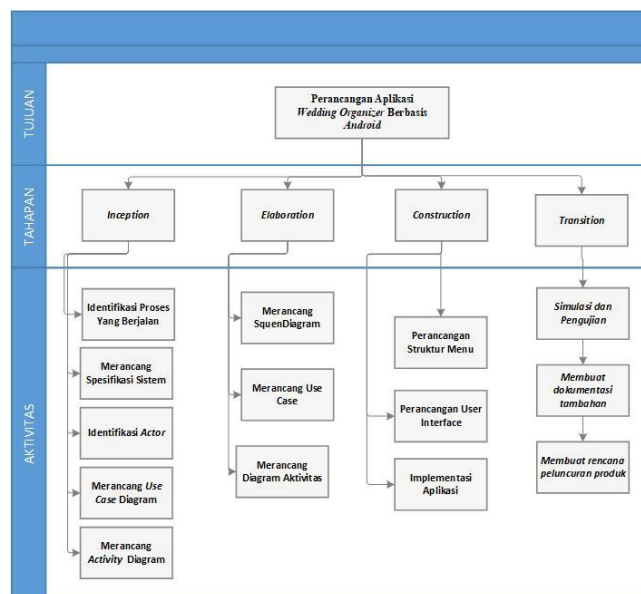 TUJUAN
Perancangan Aplikasi
Wedding Organizer Berbasis
Android
TAHAPAN
Inception
Elaboration
Construction
Transition
AKTIVITAS
Identifikasi Proses
Yang Berjalan
Merancang
Spesifikasi Sistem
Identifikasi Actor
Merancang Use
Case Diagram
Merancang
Activity Diagram
Merancang
SquenDiagram
Merancang Use
Case
Merancang
Diagram Aktivitas
Perancangan
Struktur Menu
Perancangan User
Interface
Implementasi
Aplikasi
Simulasi dan
Pengujian
Membuat
dokumentasi
tambahan
Membuat rencana
peluncuran produk